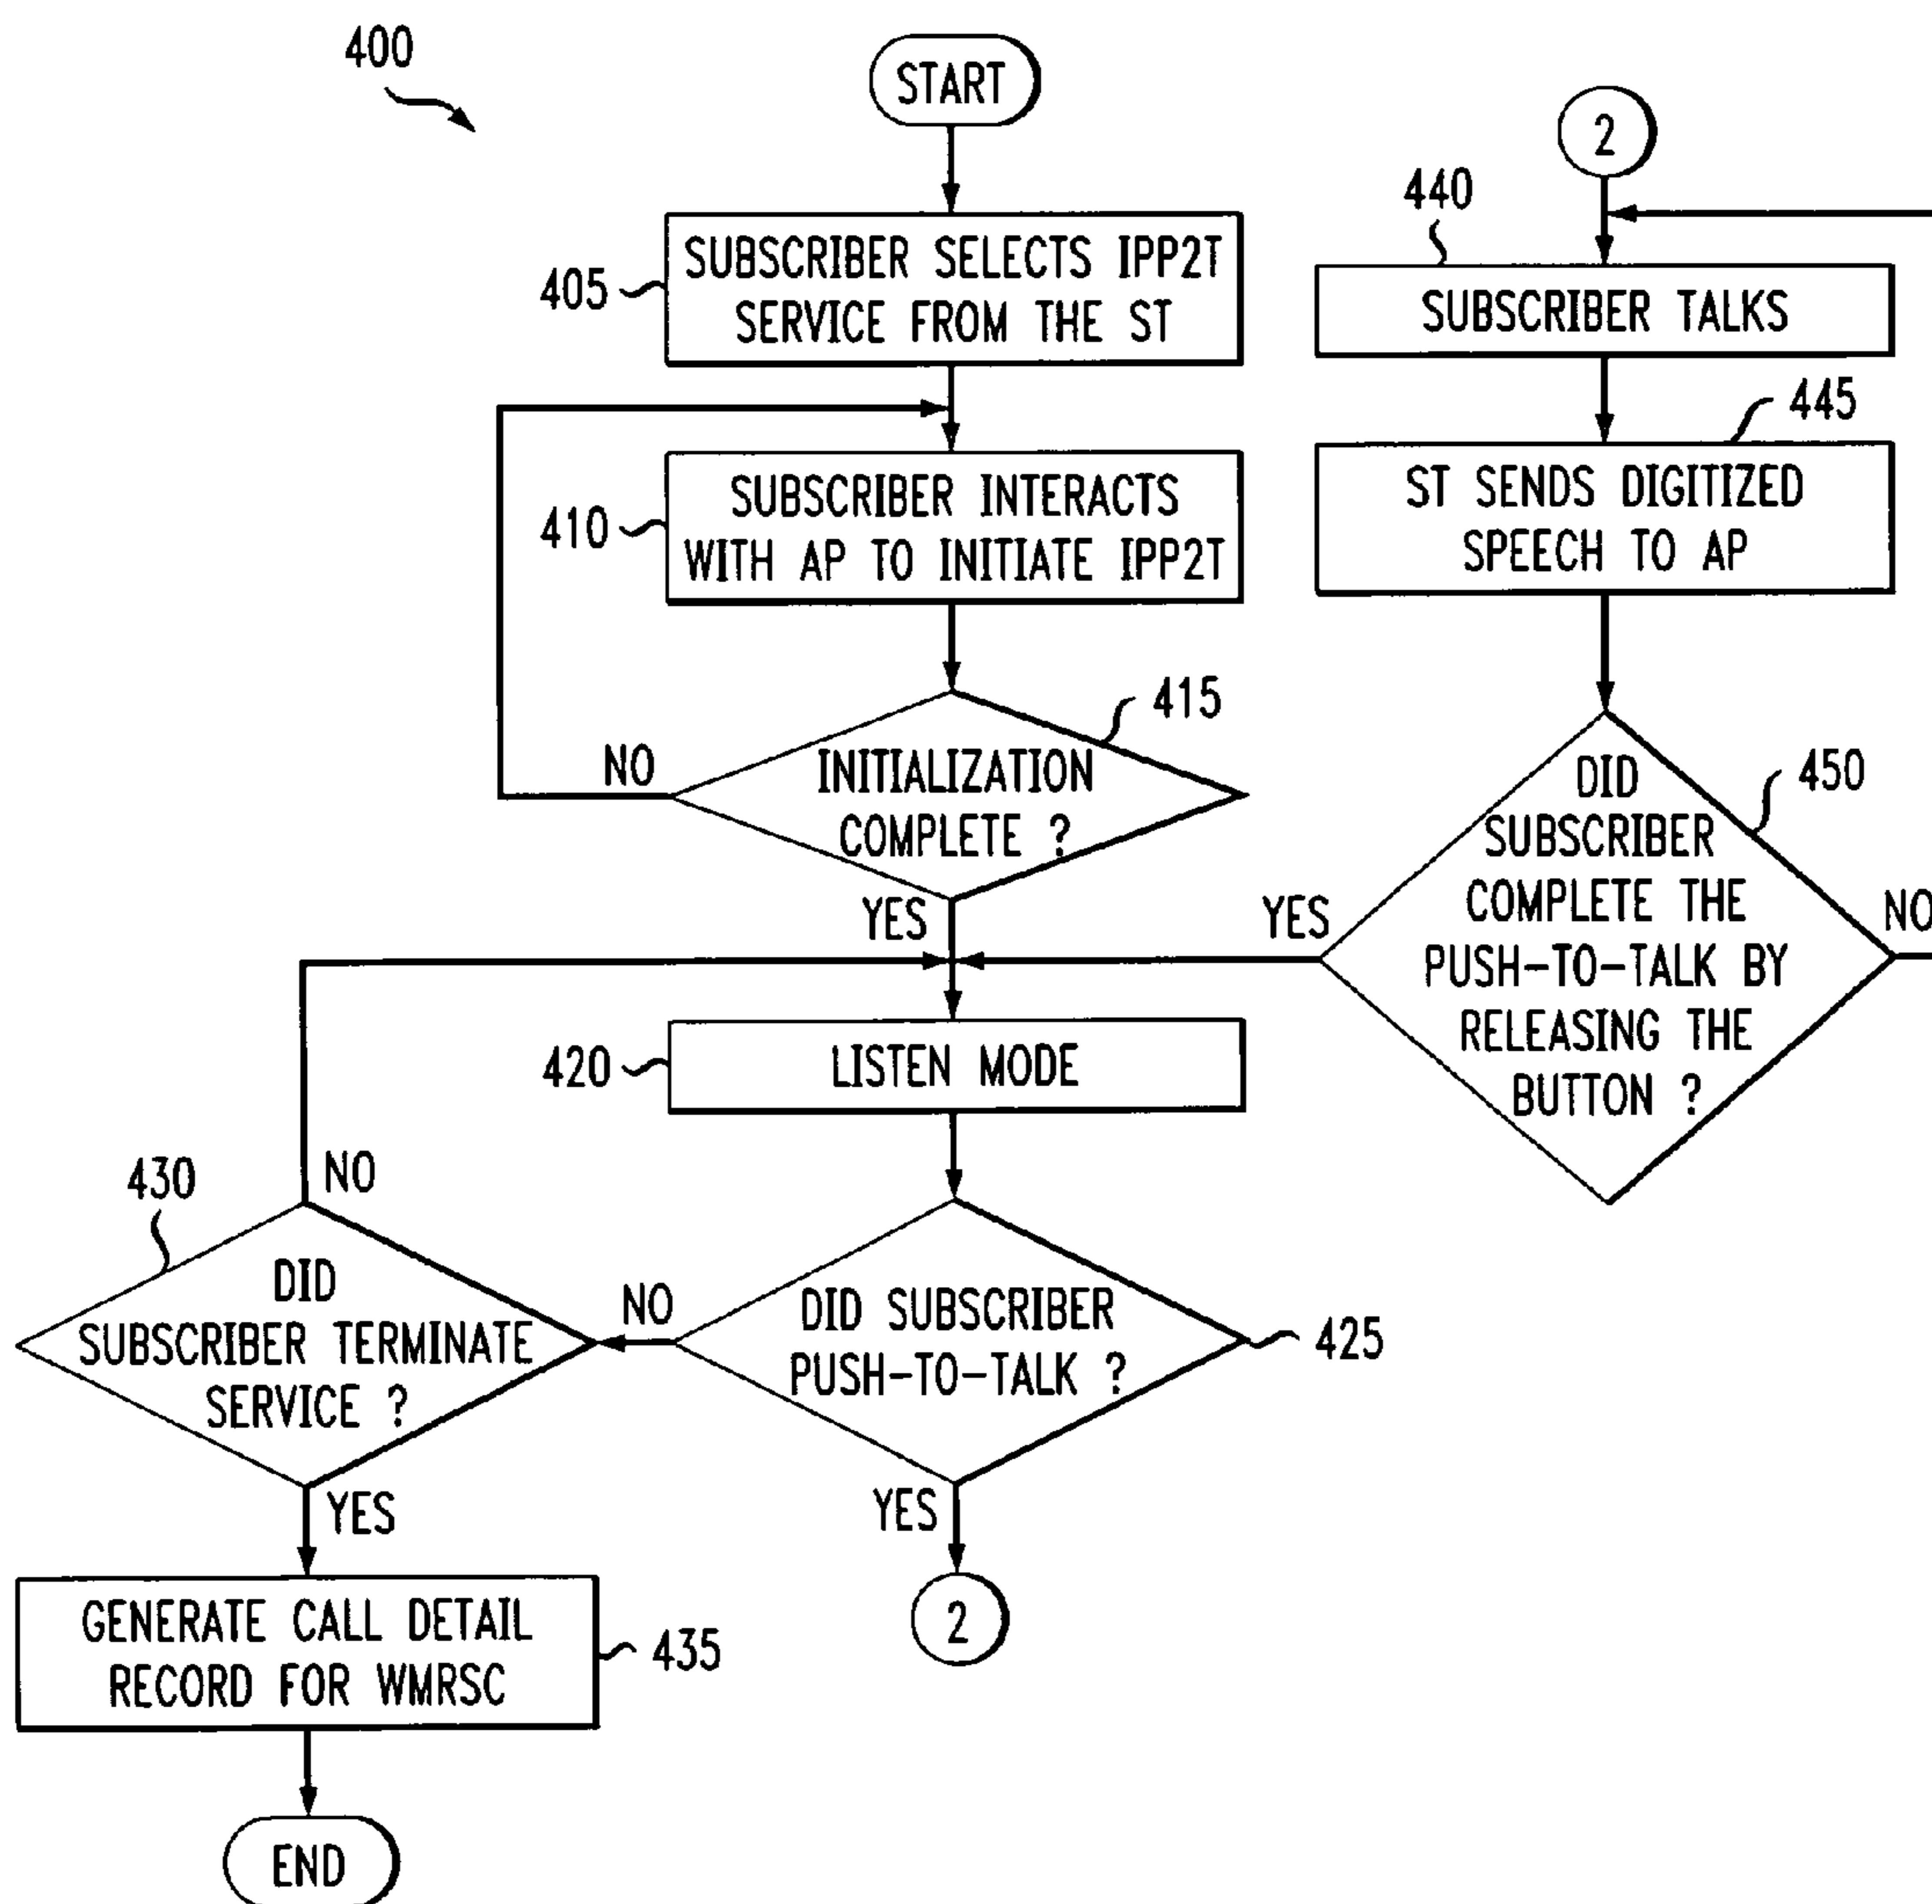 400
START
405
SUBSCRIBER SELECTS IPP2T
SERVICE FROM THE ST
410
SUBSCRIBER INTERACTS
WITH AP TO INITIATE IPP2T
415
INITIALIZATION
COMPLETE ?
NO
YES
420
LISTEN MODE
425
DID SUBSCRIBER
PUSH-TO-TALK ?
NO
YES
2
430
DID
SUBSCRIBER TERMINATE
SERVICE ?
NO
YES
GENERATE CALL DETAIL
RECORD FOR WMRSC
435
END
2
440
SUBSCRIBER TALKS
445
ST SENDS DIGITIZED
SPEECH TO AP
450
DID
SUBSCRIBER
COMPLETE THE
PUSH-TO-TALK BY
RELEASING THE
BUTTON ?
YES
NO